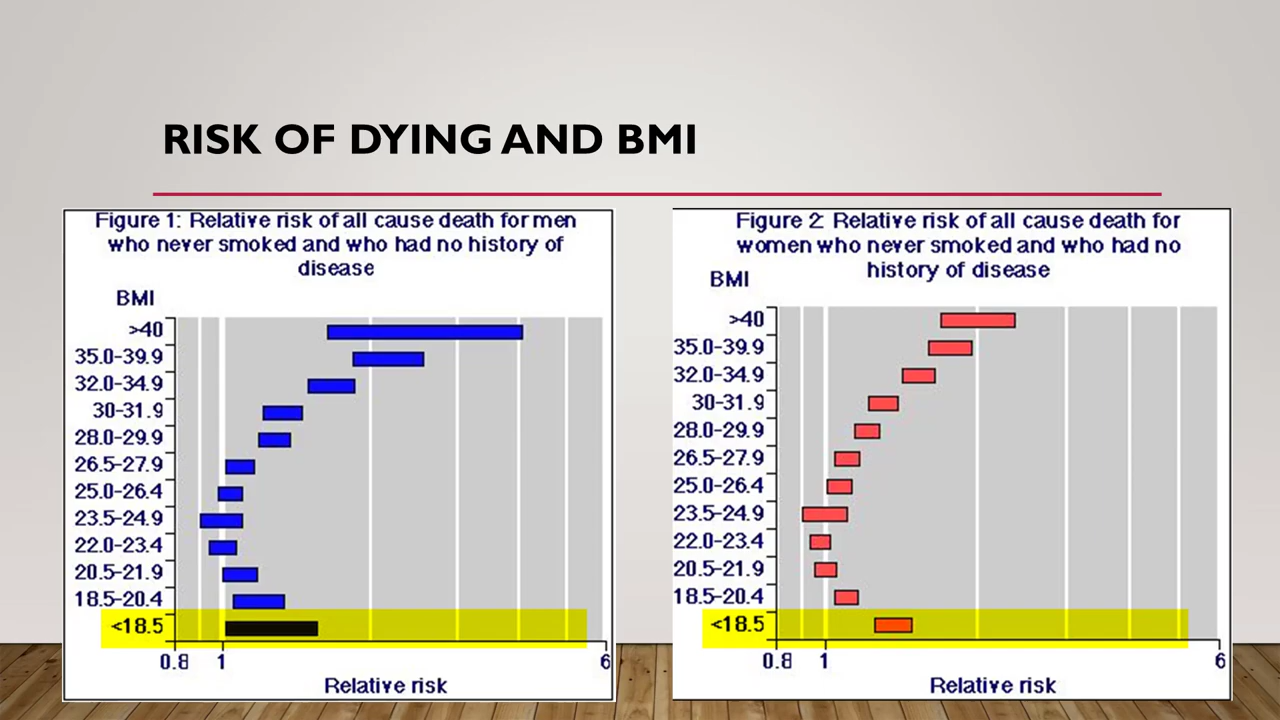 RISK OF DYING AND BMI
Figure 1: Relative risk of all cause death for men
who never smoked and who had no history of
disease
BMI
>40
35.0-39.9
32.0-34.9
30-31.9
28.0-29.9
26.5-27.9
25.0-26.4
23.5-24.9
22.0-23.4
20.5-21.9
18.5-20.4
<18.5
0.8 1 6
Relative risk
Figure 2: Relative risk of all cause death for
women who never smoked and who had no
history of disease
BMI
>40
35.0-39.9
32.0-34.9
30-31.9
28.0-29.9
26.5-27.9
25.0-26.4
23.5-24.9
22.0-23.4
20.5-21.9
18.5-20.4
<18.5
0.8 1 6
Relative risk